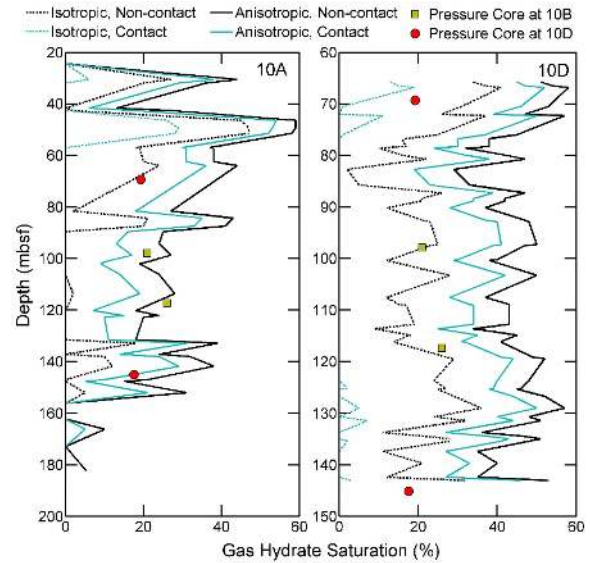 Isotropic, Non-contact Anisotropic, Non-contact Pressure Core at 10B
Isotropic, Contact Anisotropic, Contact Pressure Core at 10D
10A
10D
Depth (mbsf)
20
40
60
80
100
120
140
160
180
200
0 20 40 60
60
70
80
90
100
110
120
130
140
150
0 20 40 60
Gas Hydrate Saturation (%)